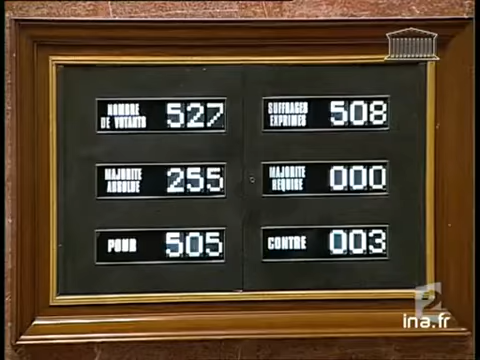 NOMBRE
DE VOTANTS
527
SUFFRAGES
EXPRIMES
508
MAJORITE
ABSOLUE
255
MAJORITE
REQUISE
000
POUR
505
CONTRE
003
2
ina.fr